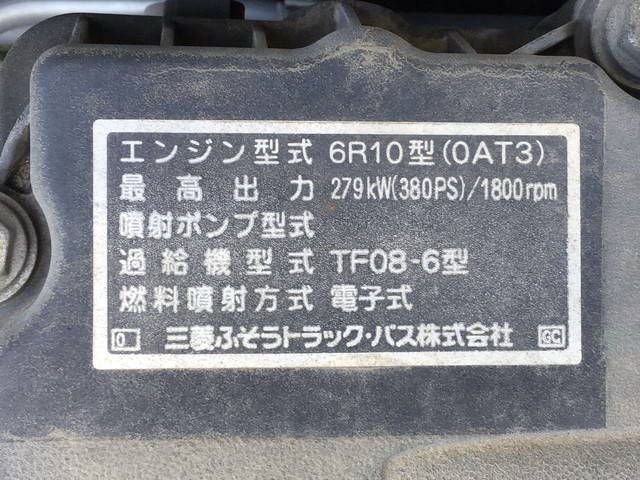 エンジン型式 6R10型(0AT3)
最高出力 279kW(380PS)/1800rpm
噴射ポンプ型式
過給機型式 TF08-6型
燃料噴射方式 電子式
0 三菱ふそうトラック・バス株式会社 GC